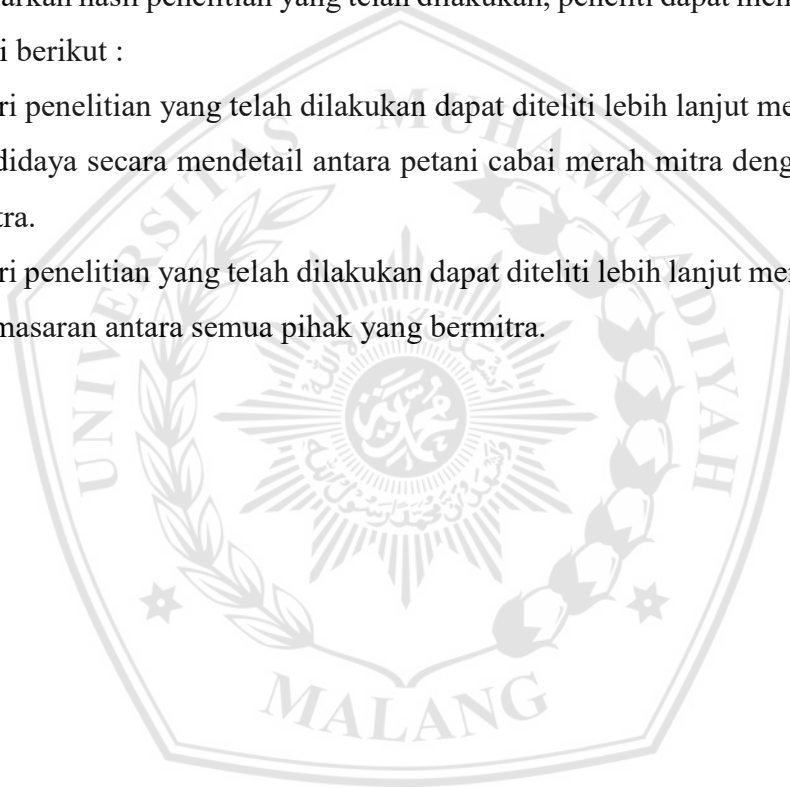 arkan hasil penelitian yang telah dilakukan, peneliti dapat men
i berikut :
ri penelitian yang telah dilakukan dapat diteliti lebih lanjut me
didaya secara mendetail antara petani cabai merah mitra deng
tra.
ri penelitian yang telah dilakukan dapat diteliti lebih lanjut me
masaran antara semua pihak yang bermitra.
UNIVERSITAS MUHAMMADIYAH
MALANG